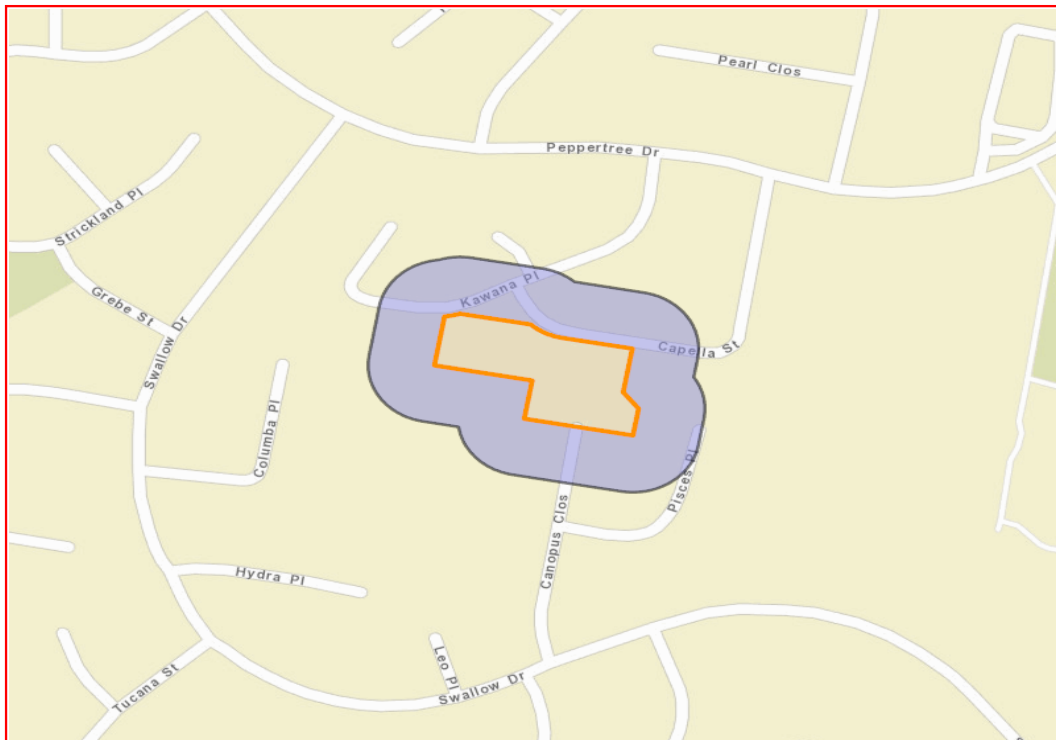 Pearl Clos
Peppertree Dr
Strickland Pl
Grebe St
Kawana Pl
Swallow Dr
Capella St
Columba Pl
Pisces Pl
Canopus Clos
Hydra Pl
Leo Pl
Tucana St
Swallow Dr